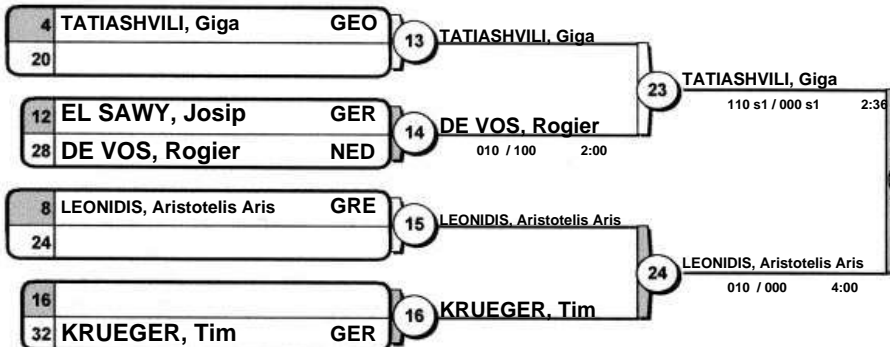 4 TATIASHVILI, Giga GEO
20
13 TATIASHVILI, Giga
12 EL SAWY, Josip GER
28 DE VOS, Rogier NED
14 DE VOS, Rogier
010 / 100 2:00
23 TATIASHVILI, Giga
110 s1 / 000 s1 2:36
8 LEONIDIS, Aristotelis Aris GRE
24
15 LEONIDIS, Aristotelis Aris
16
32 KRUEGER, Tim GER
16 KRUEGER, Tim
24 LEONIDIS, Aristotelis Aris
010 / 000 4:00